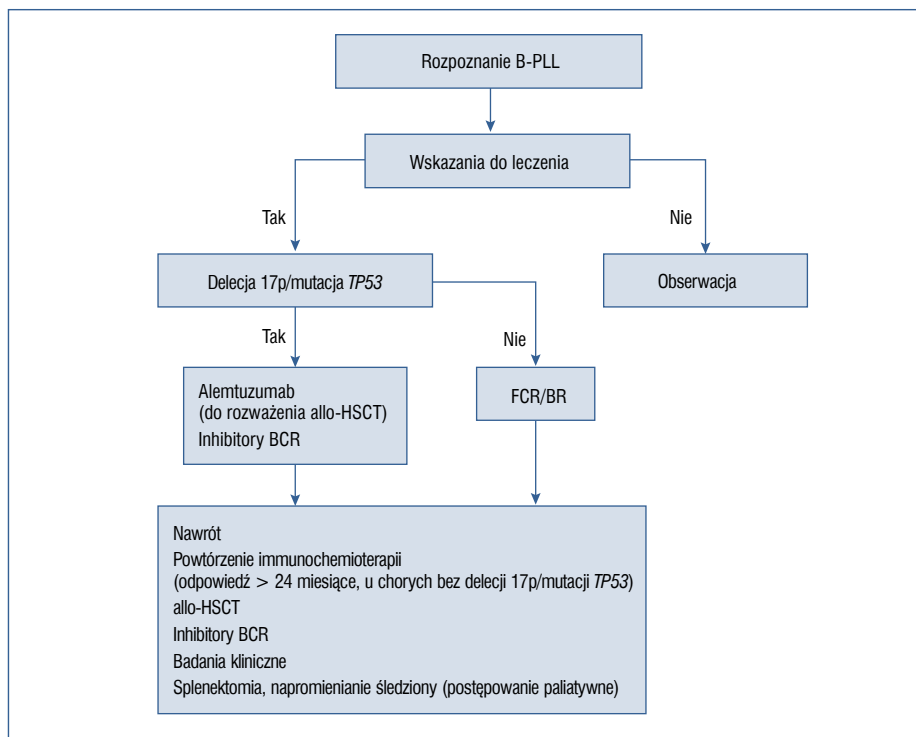 Rozpoznanie B-PLL
Wskazania do leczenia
Tak
Nie
Delecja 17p/mutacja TP53
Obserwacja
Tak
Nie
Alemtuzumab
(do rozważenia allo-HSCT)
Inhibitory BCR
FCR/BR
Nawrót
Powtórzenie immunochemioterapii
(odpowiedź > 24 miesiące, u chorych bez delecji 17p/mutacji TP53)
allo-HSCT
Inhibitory BCR
Badania kliniczne
Splenektomia, napromienianie śledziony (postępowanie paliatywne)